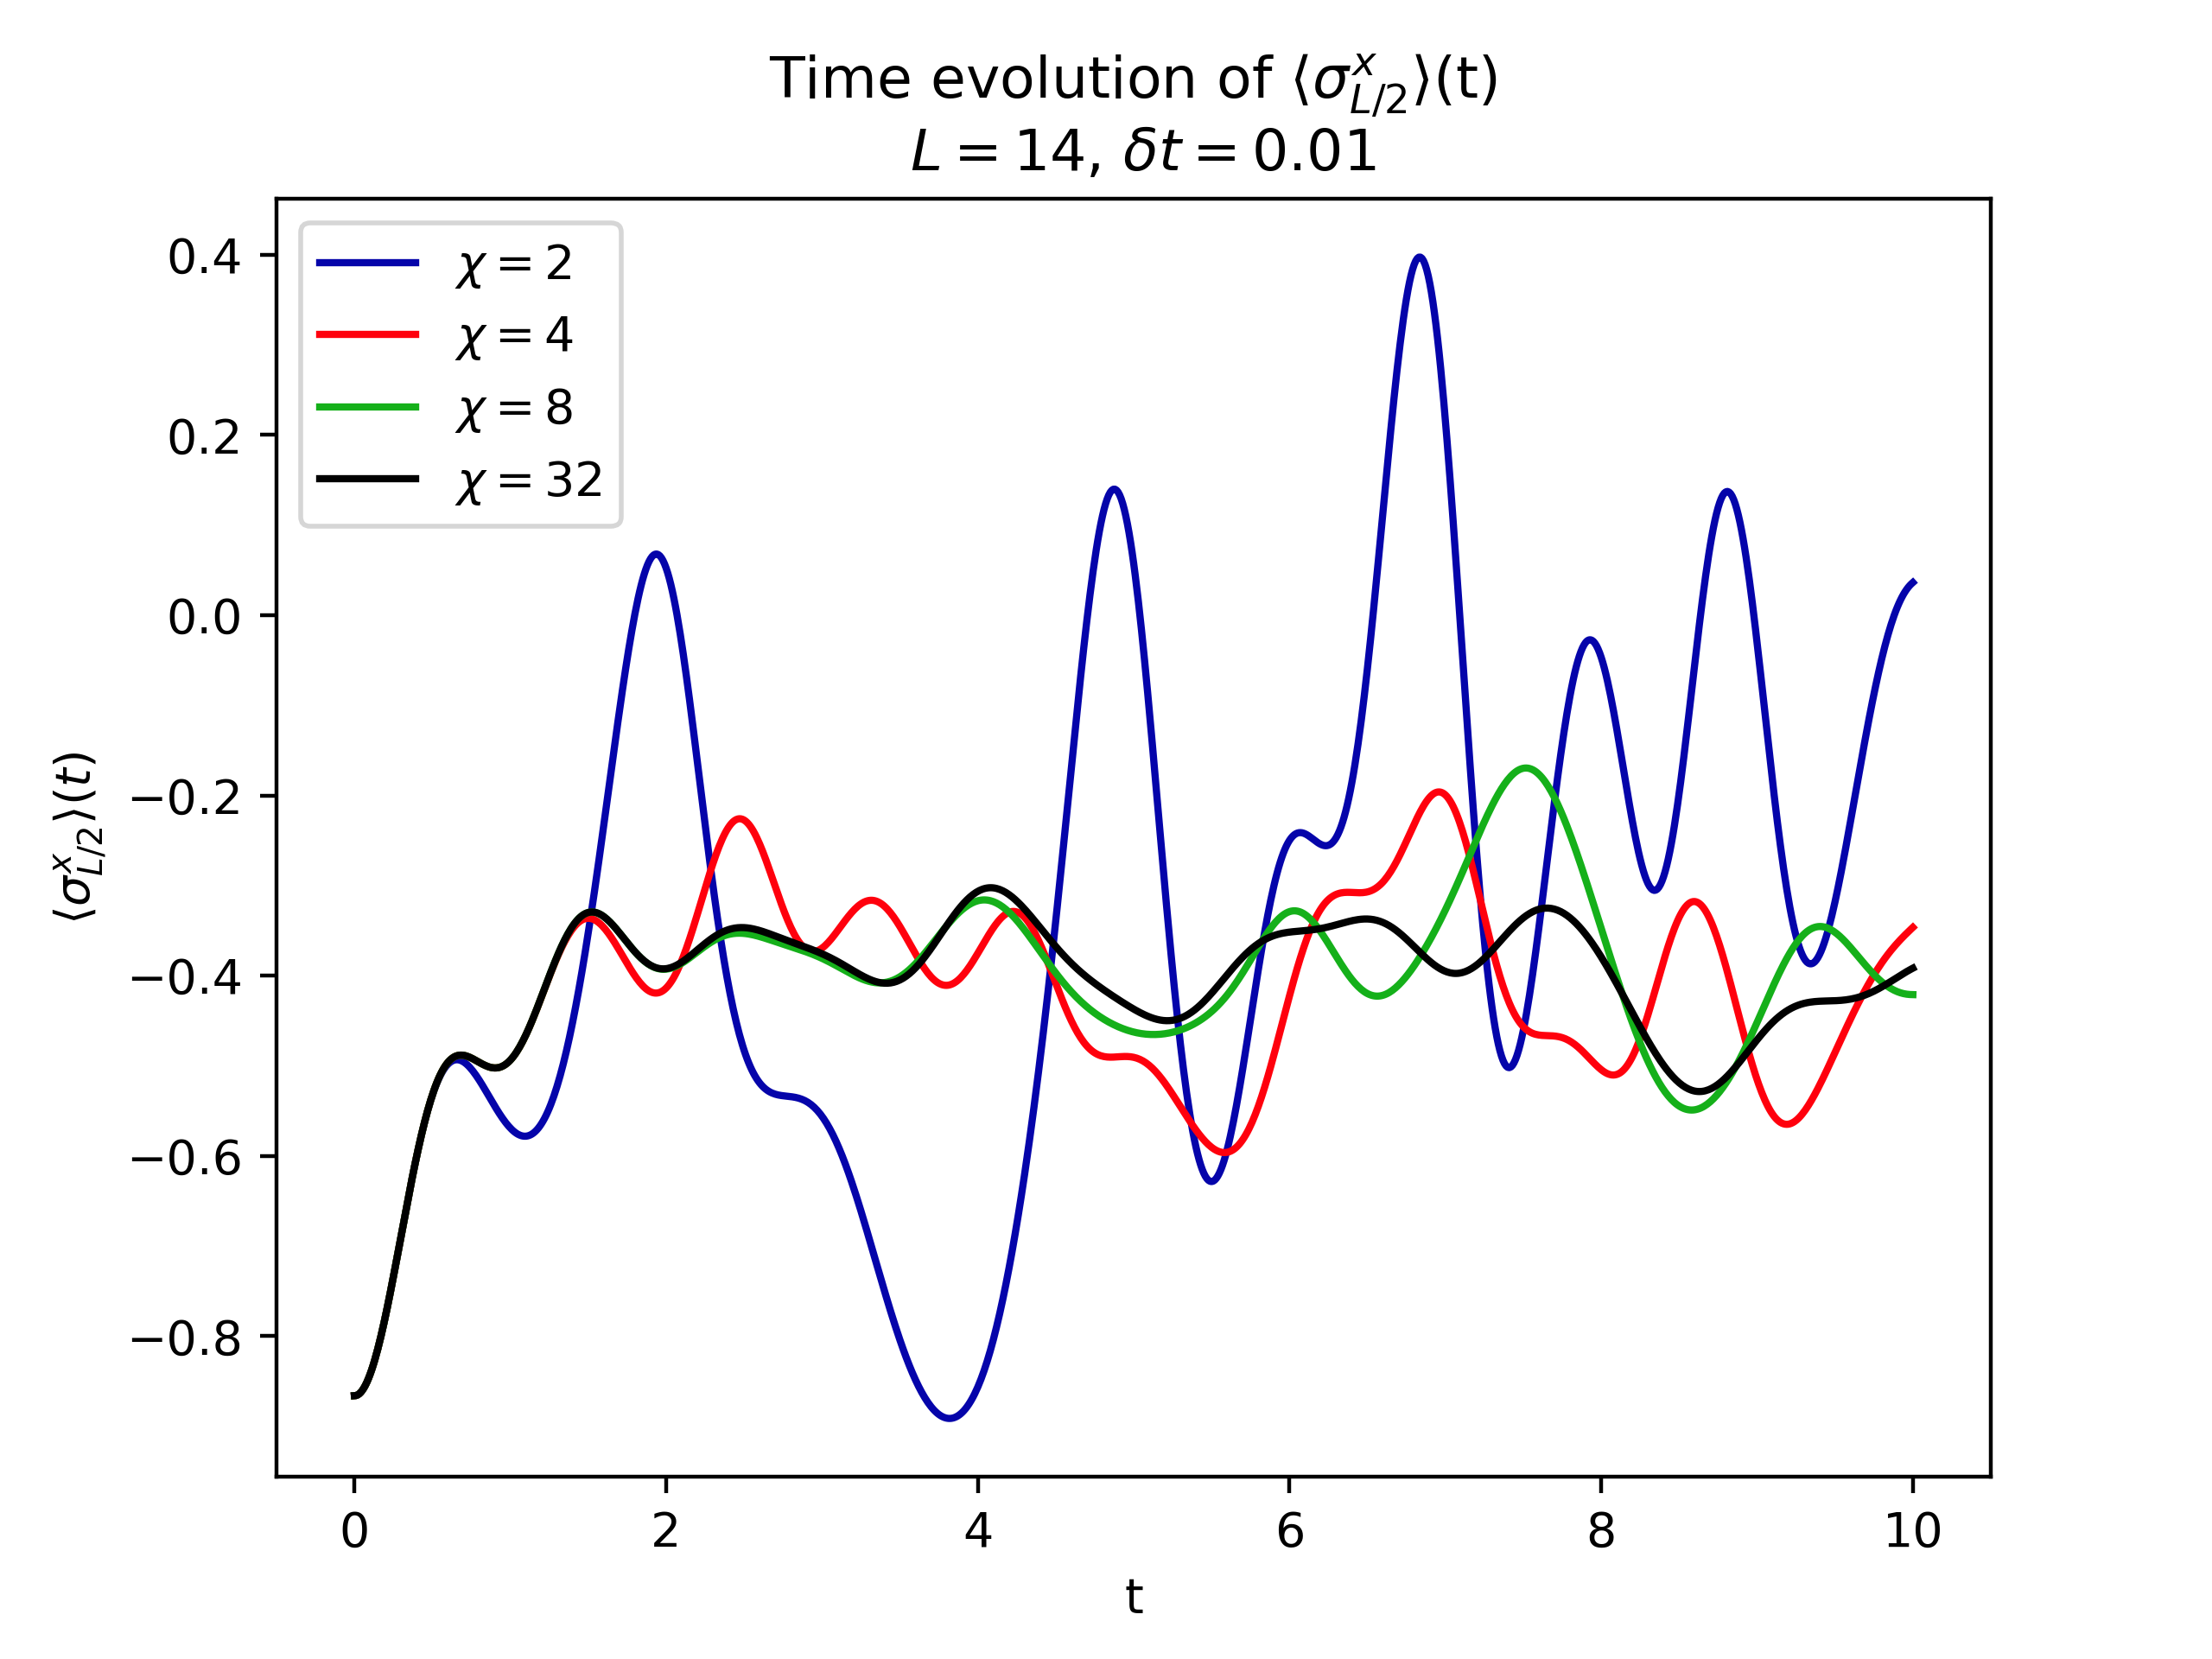 Time evolution of ⟨σ^x_{L/2}⟩(t)
L = 14, δt = 0.01
χ = 2
χ = 4
χ = 8
χ = 32
⟨σ^x_{L/2}⟩(t)
0.4
0.2
0.0
−0.2
−0.4
−0.6
−0.8
0 2 4 6 8 10
t